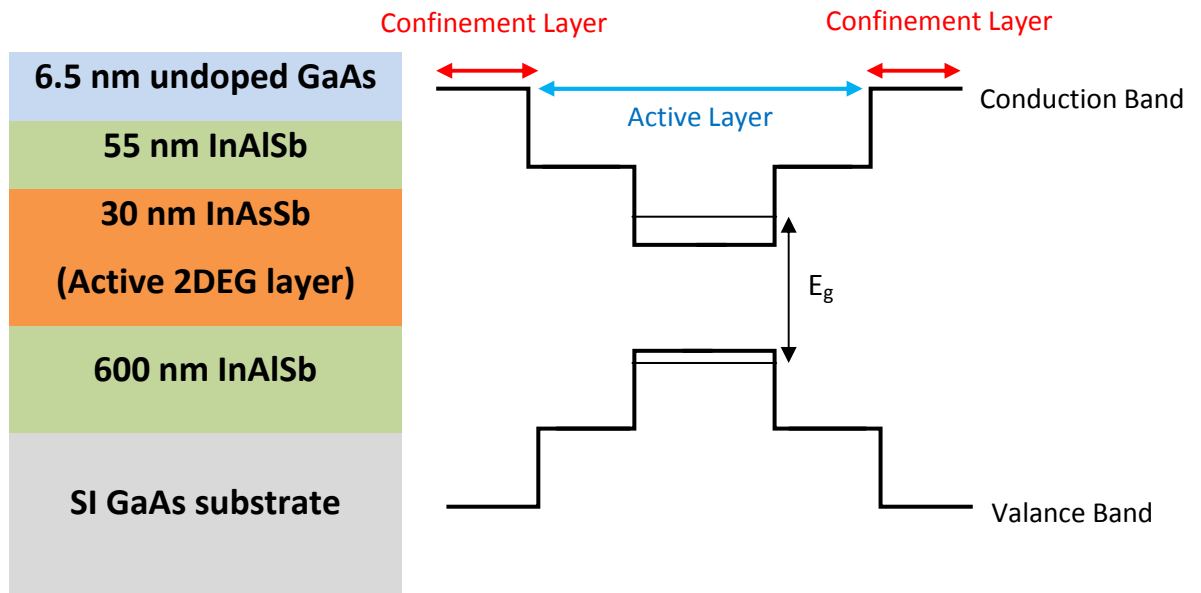 Confinement Layer
Confinement Layer
6.5 nm undoped GaAs
Conduction Band
Active Layer
55 nm InAlSb
30 nm InAsSb
(Active 2DEG layer)
E₉
600 nm InAlSb
SI GaAs substrate
Valance Band